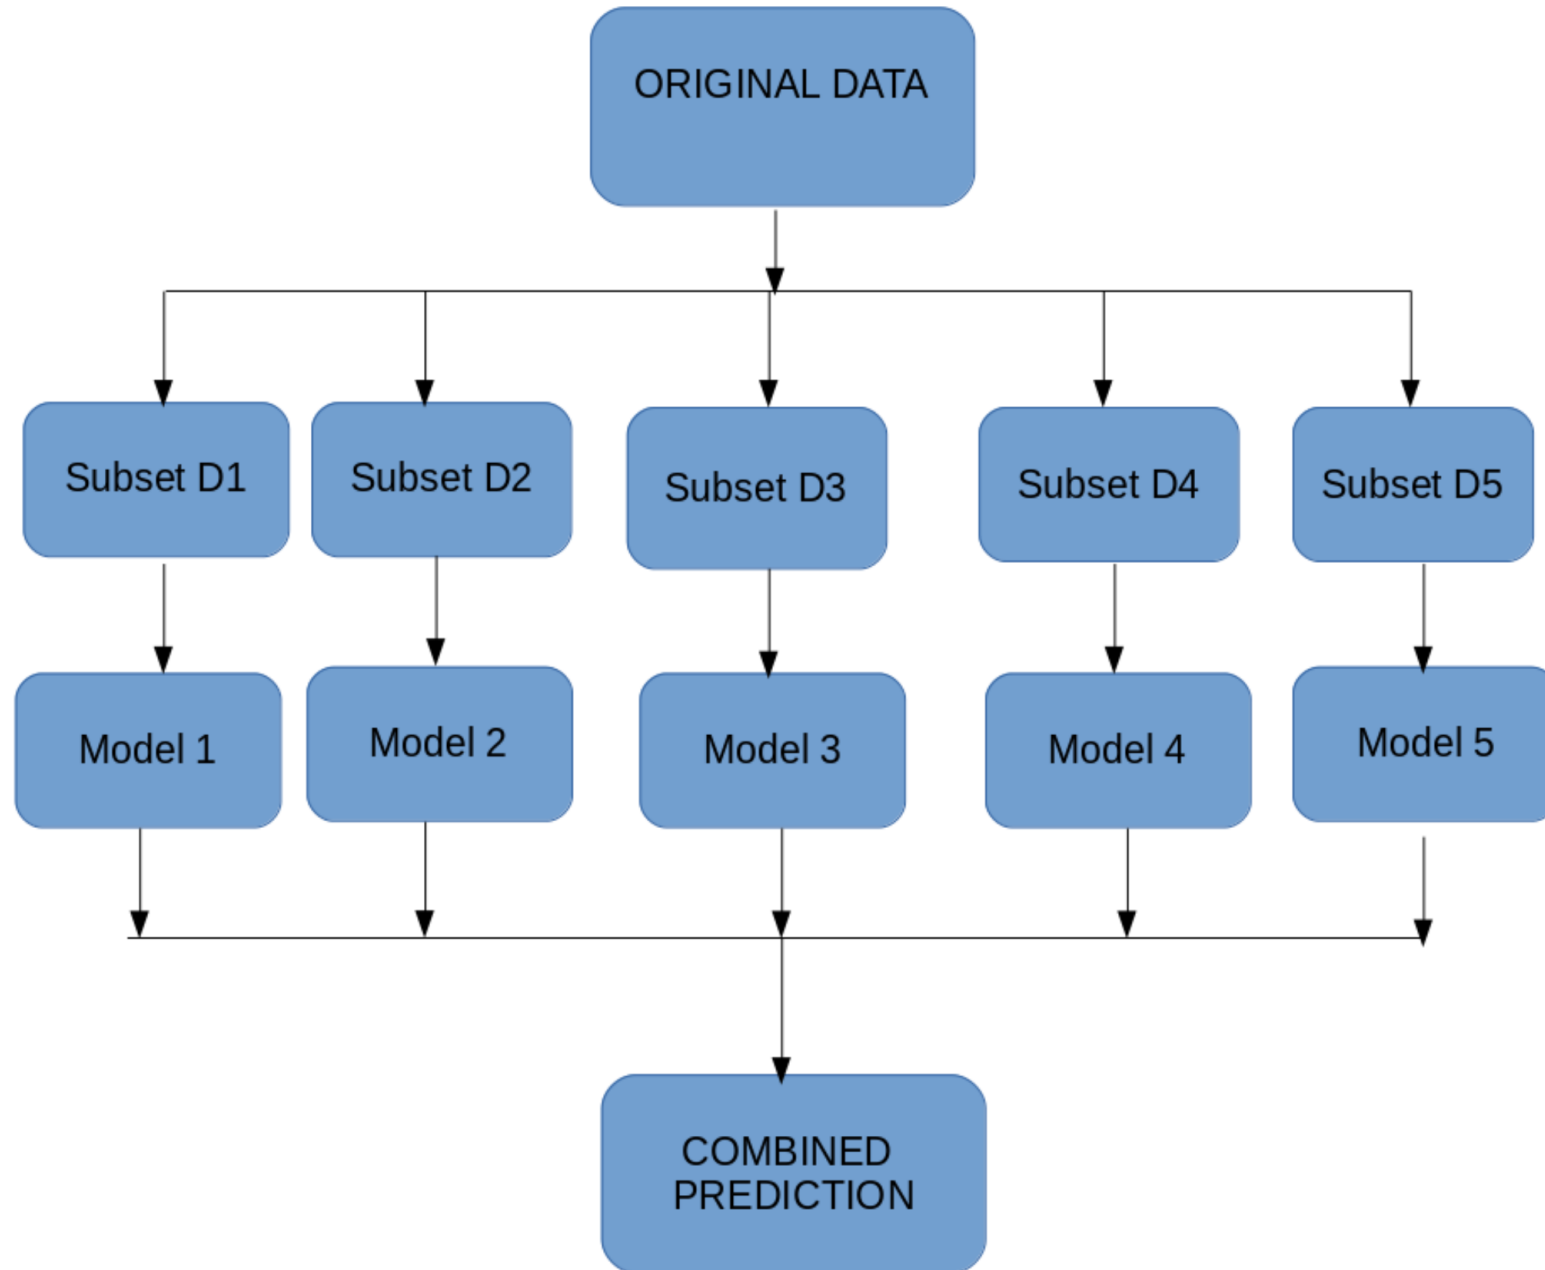 ORIGINAL DATA
Subset D1
Subset D2
Subset D3
Subset D4
Subset D5
Model 1
Model 2
Model 3
Model 4
Model 5
COMBINED
PREDICTION